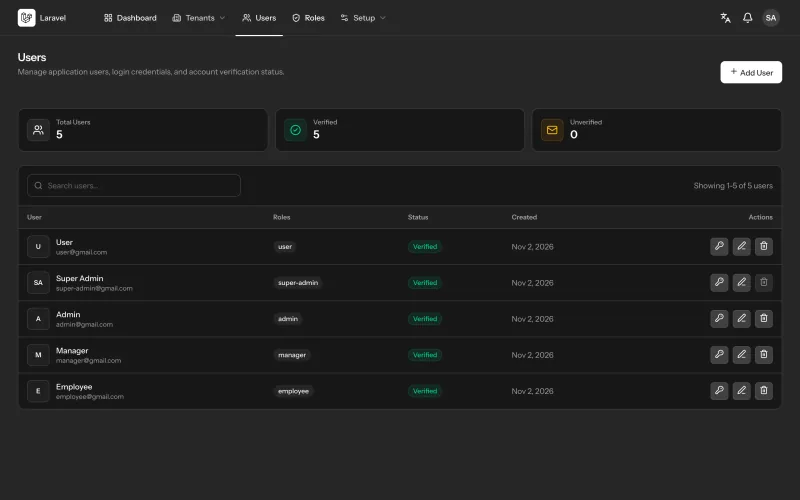 Laravel Dashboard Tenants Users Roles Setup SA
Users
Manage application users, login credentials, and account verification status.
Add User
Total Users
5
Verified
5
Unverified
0
Search users... Showing 1-5 of 5 users
User Roles Status Created Actions
U User user@gmail.com user Verified Nov 2, 2026
SA Super Admin super-admin@gmail.com super-admin Verified Nov 2, 2026
A Admin admin@gmail.com admin Verified Nov 2, 2026
M Manager manager@gmail.com manager Verified Nov 2, 2026
E Employee employee@gmail.com employee Verified Nov 2, 2026